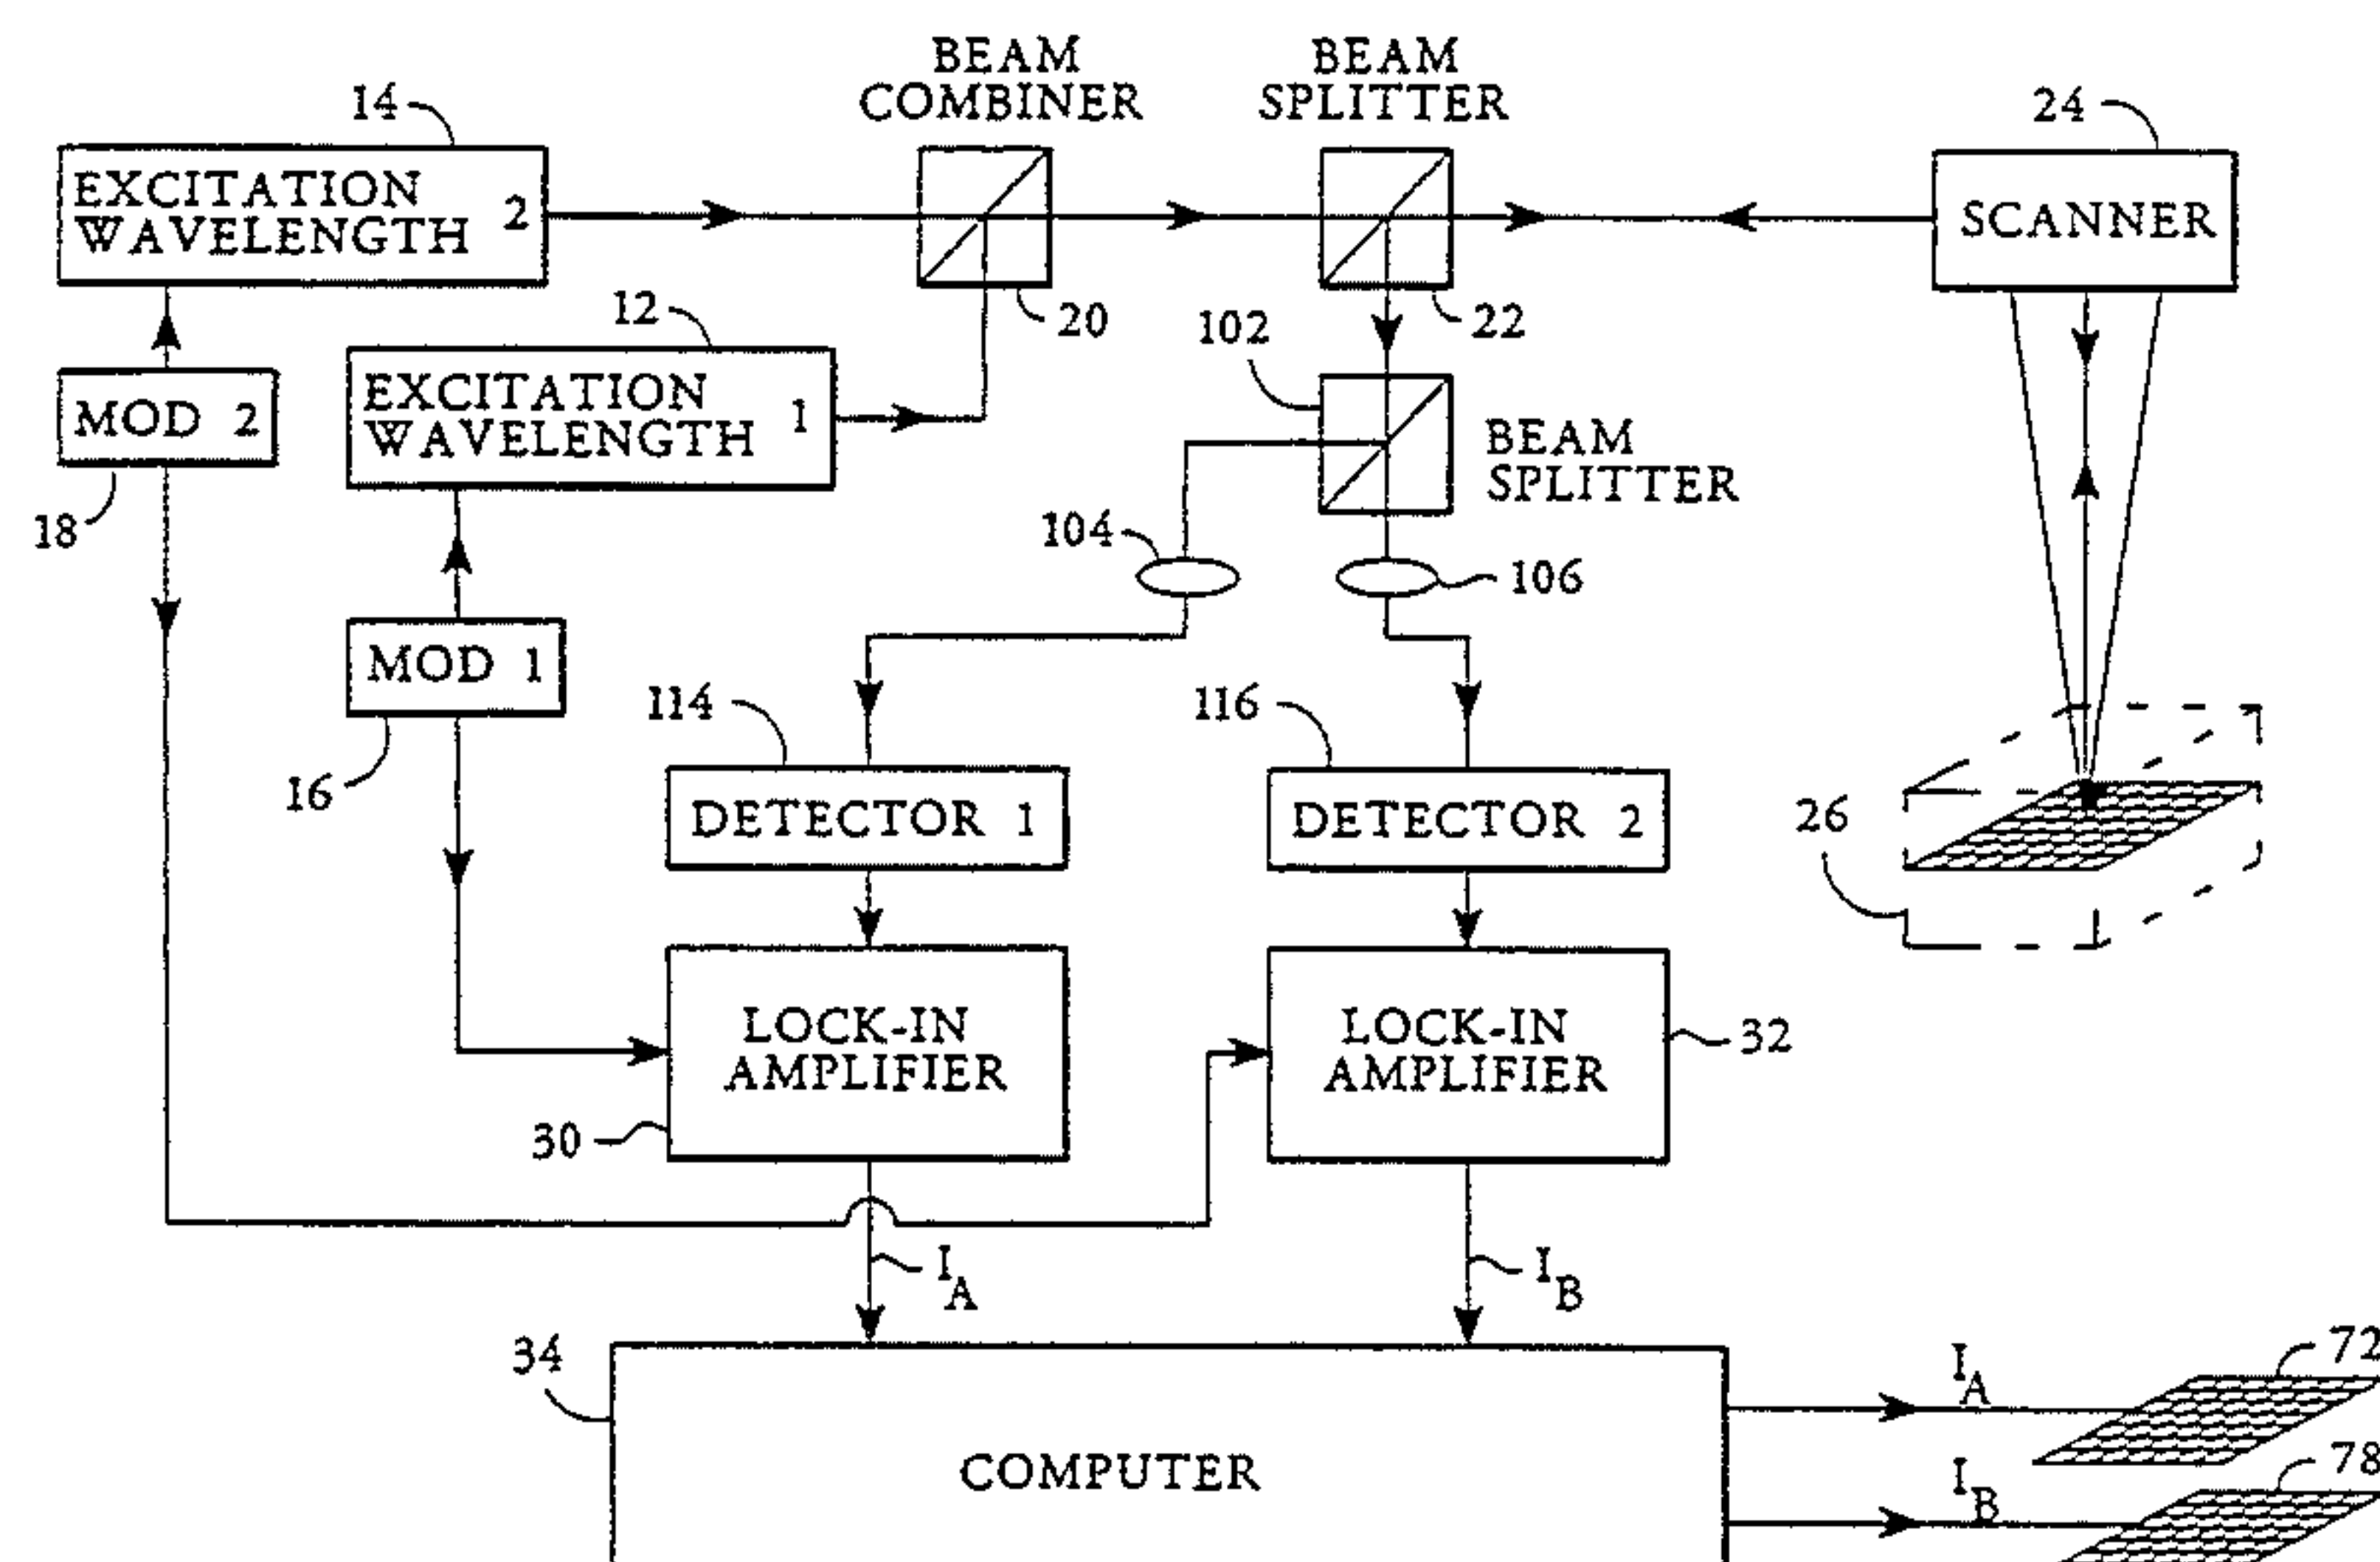 BEAM
COMBINER
BEAM
SPLITTER
14
24
EXCITATION
WAVELENGTH 2
SCANNER
12
20
102
22
MOD 2
EXCITATION
WAVELENGTH 1
BEAM
SPLITTER
18
104
106
MOD 1
114
116
16
DETECTOR 1
DETECTOR 2
26
LOCK-IN
AMPLIFIER
LOCK-IN
AMPLIFIER
32
30
I_A
I_B
34
72
I_A
COMPUTER
78
I_B